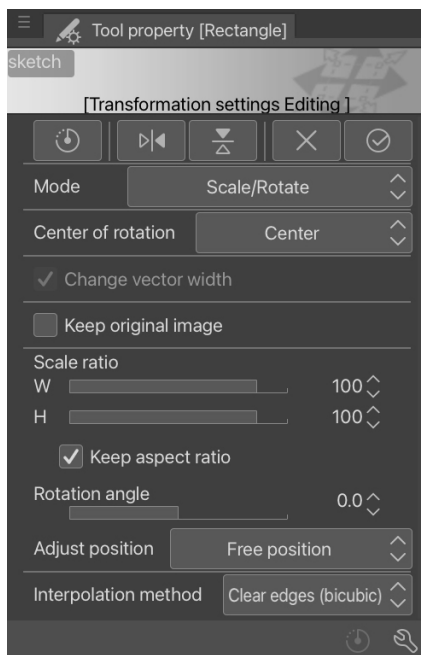 Tool property [Rectangle]
sketch
[Transformation settings Editing ]
Mode Scale/Rotate
Center of rotation Center
Change vector width
Keep original image
Scale ratio
W 100
H 100
Keep aspect ratio
Rotation angle 0.0
Adjust position Free position
Interpolation method Clear edges (bicubic)